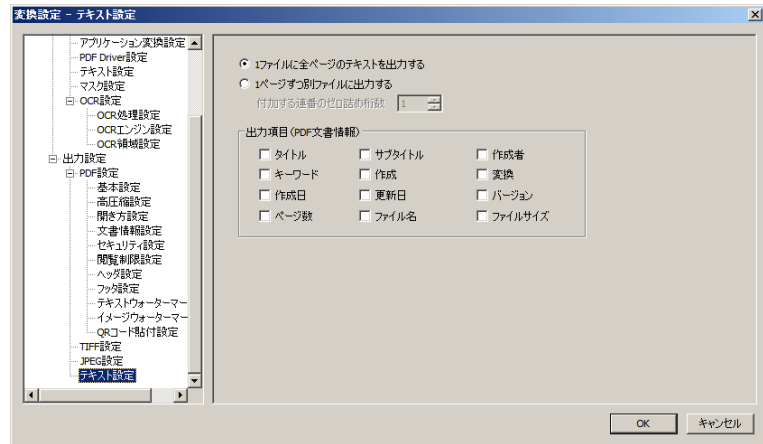 変換設定 - テキスト設定
アプリケーション変換設定
PDF Driver設定
テキスト設定
マスク設定
OCR設定
OCR処理設定
OCRエンジン設定
OCR領域設定
出力設定
PDF設定
基本設定
高圧縮設定
開き方設定
文書情報設定
セキュリティ設定
閲覧制限設定
ヘッダ設定
フッタ設定
テキストウォーターマー
イメージウォーターマー
QRコード貼付設定
TIFF設定
JPEG設定
テキスト設定
1ファイルに全ページのテキストを出力する
1ページずつ別ファイルに出力する
付加する連番のゼロ詰め桁数 1
出力項目(PDF文書情報)
タイトル サブタイトル 作成者
キーワード 作成 変換
作成日 更新日 バージョン
ページ数 ファイル名 ファイルサイズ
OK キャンセル